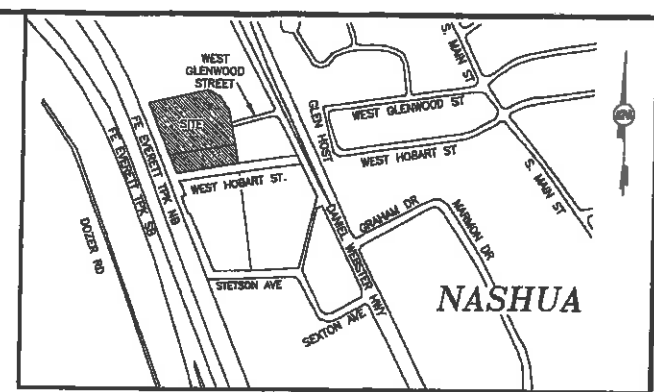 WEST
GLENWOOD
STREET
S. MAIN ST
SITE
GLEN HOST
WEST GLENWOOD ST
WEST HOBART ST
FE EVERETT TPK NB
FE EVERETT TPK SB
WEST HOBART ST.
S. MAIN ST
DOZER RD
DANIEL WEBSTER HWY
GRAHAM DR
MARMON DR
STETSON AVE
SEXTON AVE
NASHUA